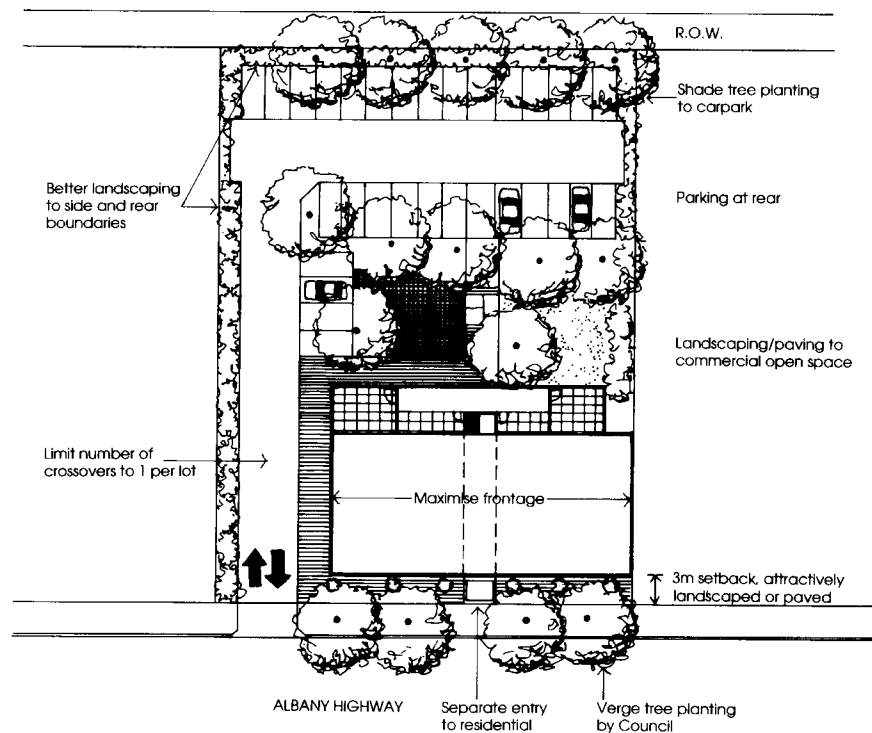 R.O.W.
Shade tree planting
to carpark
Better landscaping
to side and rear
boundaries
Parking at rear
Landscaping/paving to
commercial open space
Limit number of
crossovers to 1 per lot
Maximise frontage
3m setback, attractively
landscaped or paved
ALBANY HIGHWAY
Separate entry
to residential
Verge tree planting
by Council